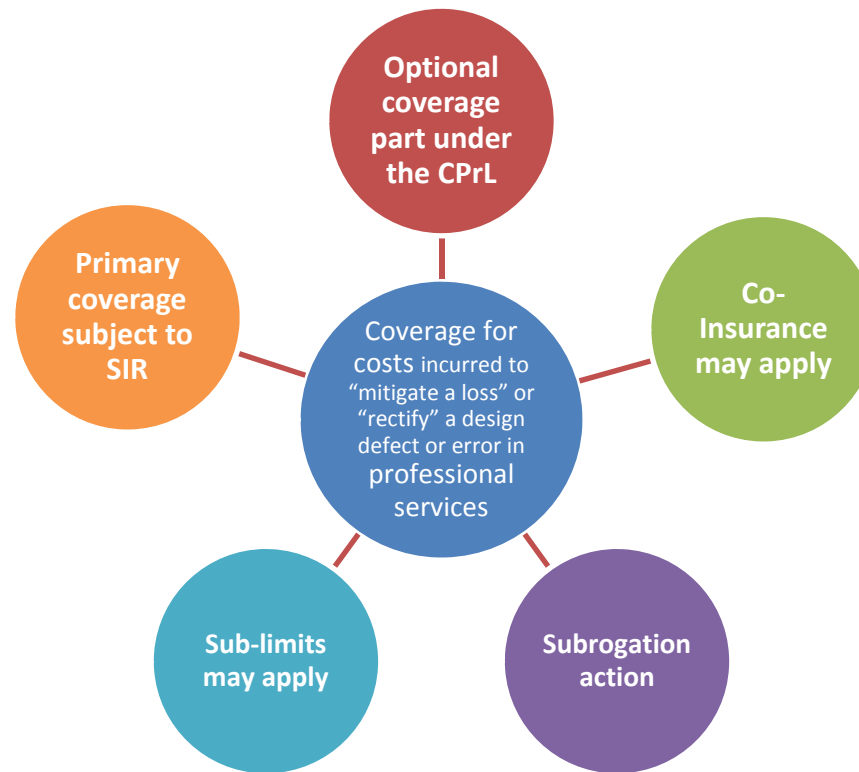 Optional
coverage
part under
the CPrL
Primary
coverage
subject to
SIR
Co-
Insurance
may apply
Coverage for
costs incurred to
“mitigate a loss” or
“rectify” a design
defect or error in
professional
services
Sub-limits
may apply
Subrogation
action